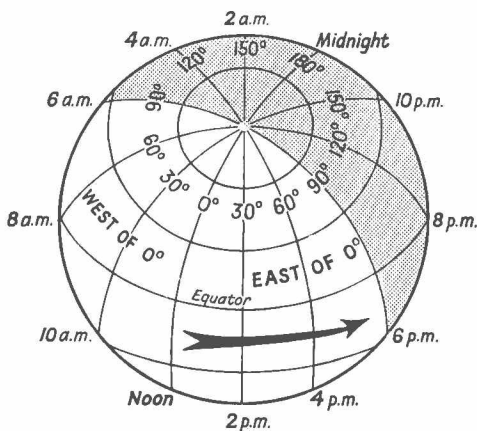 2 a.m.
4 a.m. Midnight
150°
120° 180°
6 a.m. 90° 150° 10 p.m.
60° 120°
30° 0° 30° 60° 90°
8 a.m. WEST OF 0° EAST OF 0° 8 p.m.
Equator
10 a.m. 6 p.m.
Noon 4 p.m.
2 p.m.